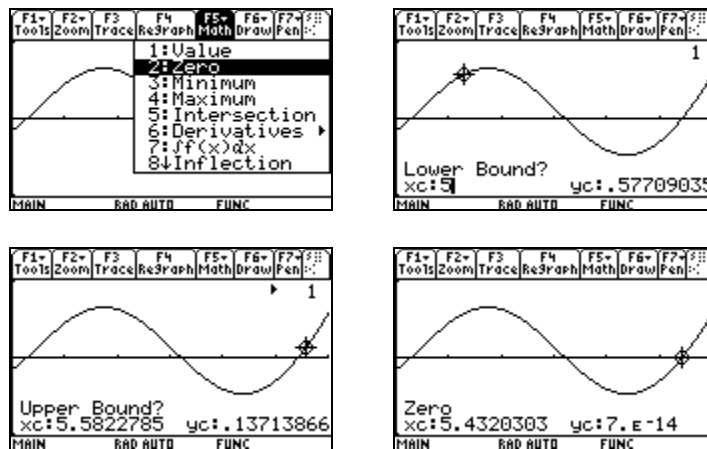 F1▾ F2▾ F3 F4 F5▾ F6▾ F7▾
Tools Zoom Trace Regraph Math Draw Pen
1:Value
2:Zero
3:Minimum
4:Maximum
5:Intersection
6:Derivatives ▸
7:∫f(x)dx
8↓Inflection
MAIN RAD AUTO FUNC
F1▾ F2▾ F3 F4 F5▾ F6▾ F7▾
Tools Zoom Trace Regraph Math Draw Pen
1
Lower Bound?
xc:5 yc:.57709035
MAIN RAD AUTO FUNC
F1▾ F2▾ F3 F4 F5▾ F6▾ F7▾
Tools Zoom Trace Regraph Math Draw Pen
▸ 1
Upper Bound?
xc:5.5822785 yc:.13713866
MAIN RAD AUTO FUNC
F1▾ F2▾ F3 F4 F5▾ F6▾ F7▾
Tools Zoom Trace Regraph Math Draw Pen
Zero
xc:5.4320303 yc:7.ᴇ⁻14
MAIN RAD AUTO FUNC